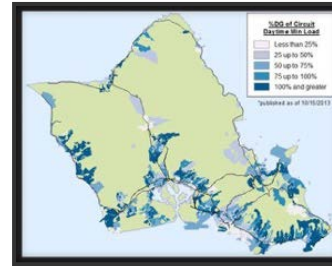 %DG of Circuit
Daytime Min Load
Less than 25%
25 up to 50%
50 up to 75%
75 up to 100%
100% and greater
*published as of 10/15/2013